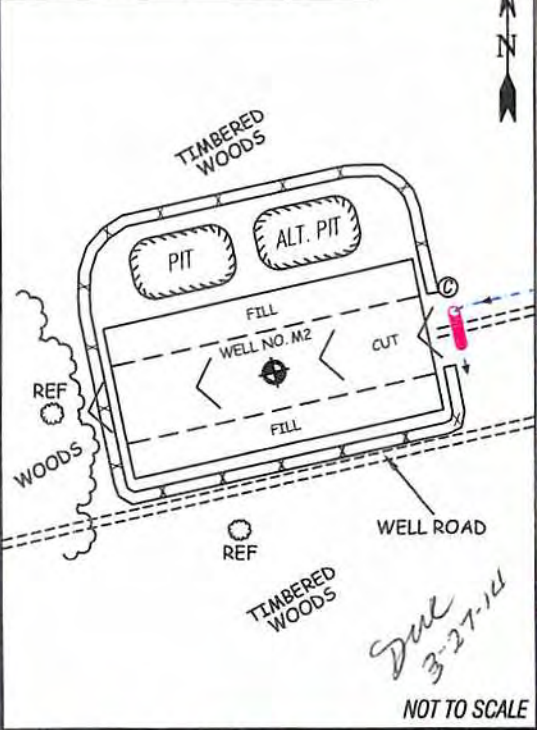 N
TIMBERED
WOODS
PIT
ALT. PIT
C
FILL
WELL NO. M2
CUT
REF
FILL
WOODS
WELL ROAD
REF
TIMBERED
WOODS
3-27-14
NOT TO SCALE